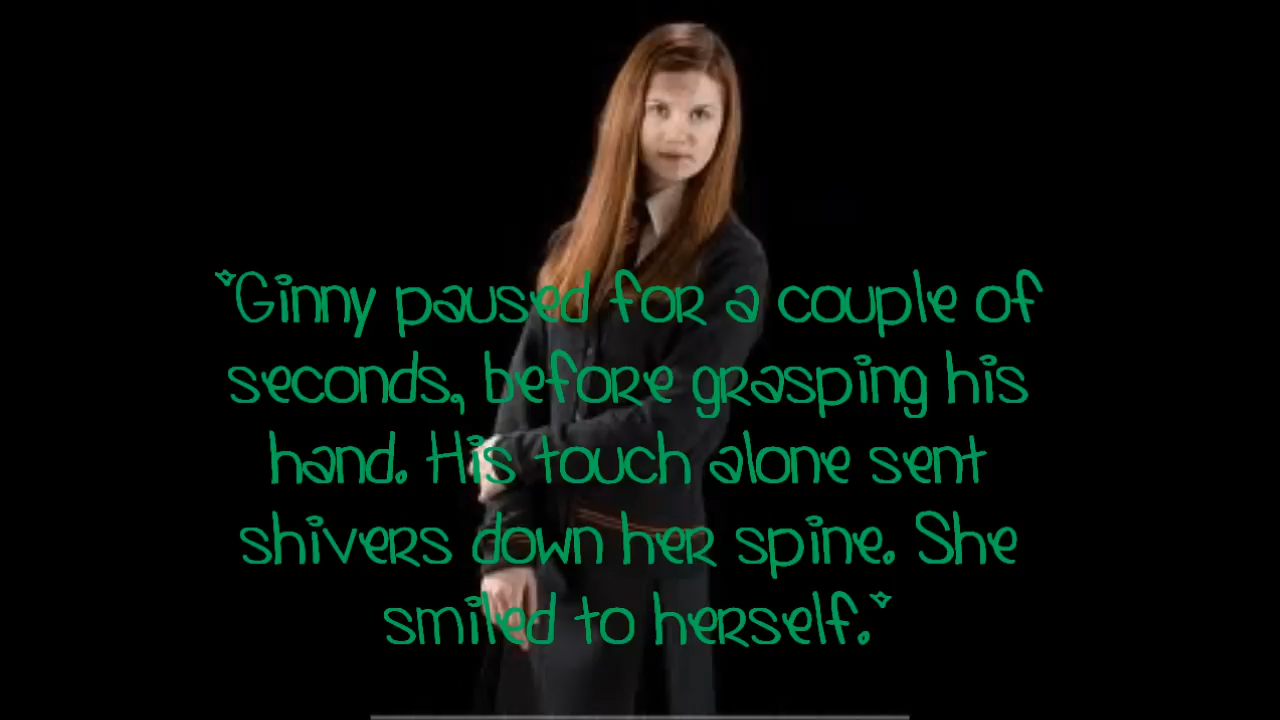 *Ginny paused for a couple of
seconds, before grasping his
hand. His touch alone sent
shivers down her spine. She
smiled to herself.*